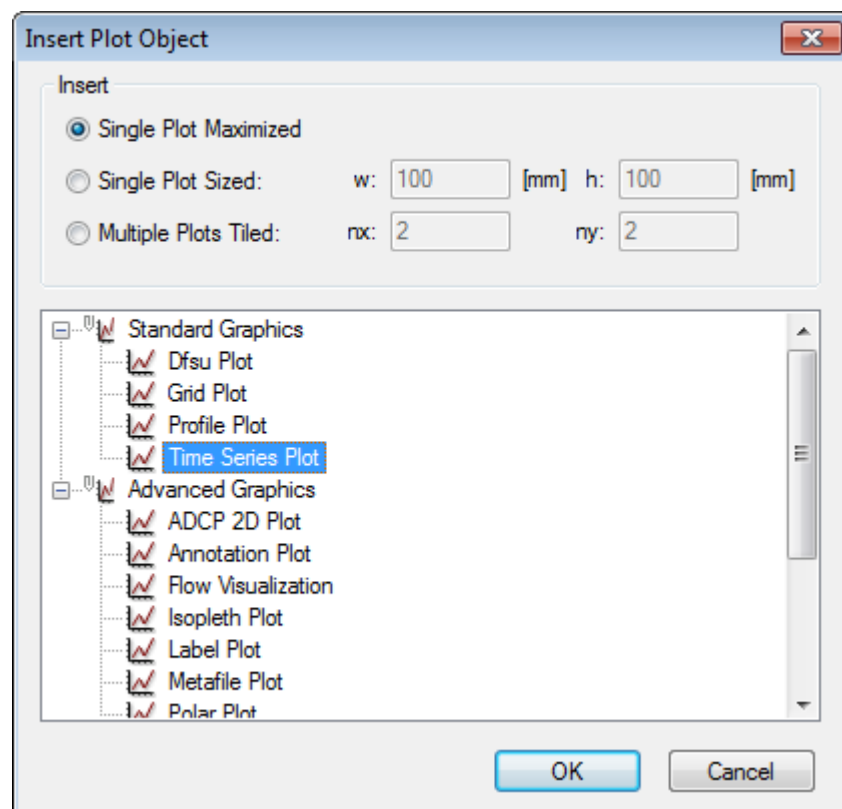 Insert Plot Object
Insert
Single Plot Maximized
Single Plot Sized: w: 100 [mm] h: 100 [mm]
Multiple Plots Tiled: nx: 2 ny: 2
Standard Graphics
Dfsu Plot
Grid Plot
Profile Plot
Time Series Plot
Advanced Graphics
ADCP 2D Plot
Annotation Plot
Flow Visualization
Isopleth Plot
Label Plot
Metafile Plot
Polar Plot
OK Cancel